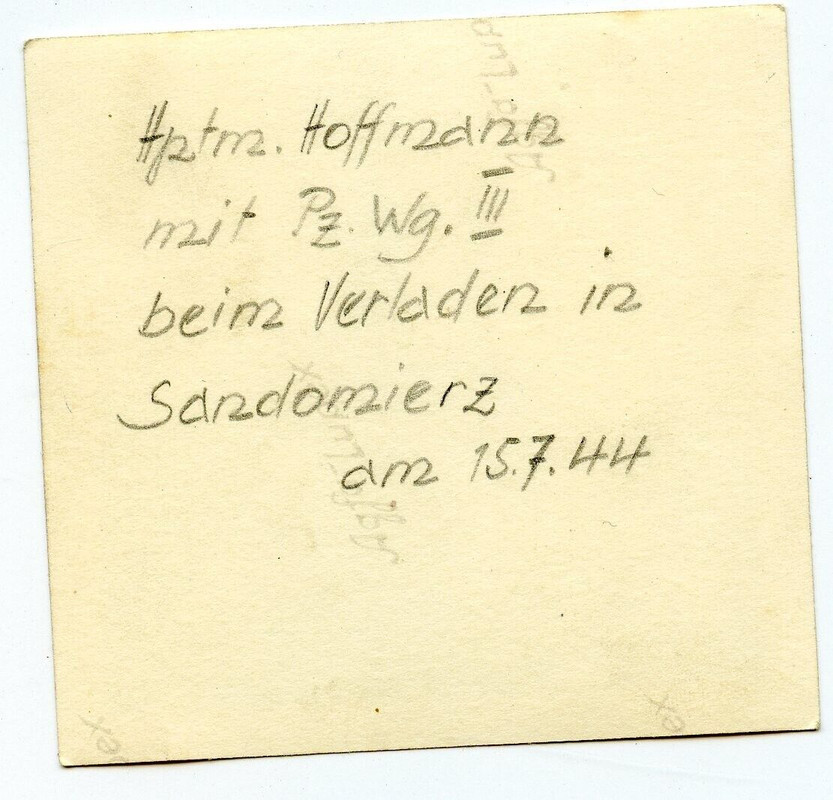 Hptm. Hoffmann
mit Pz. Wg. III
beim Verladen in
Sandomierz
am 15.7.44